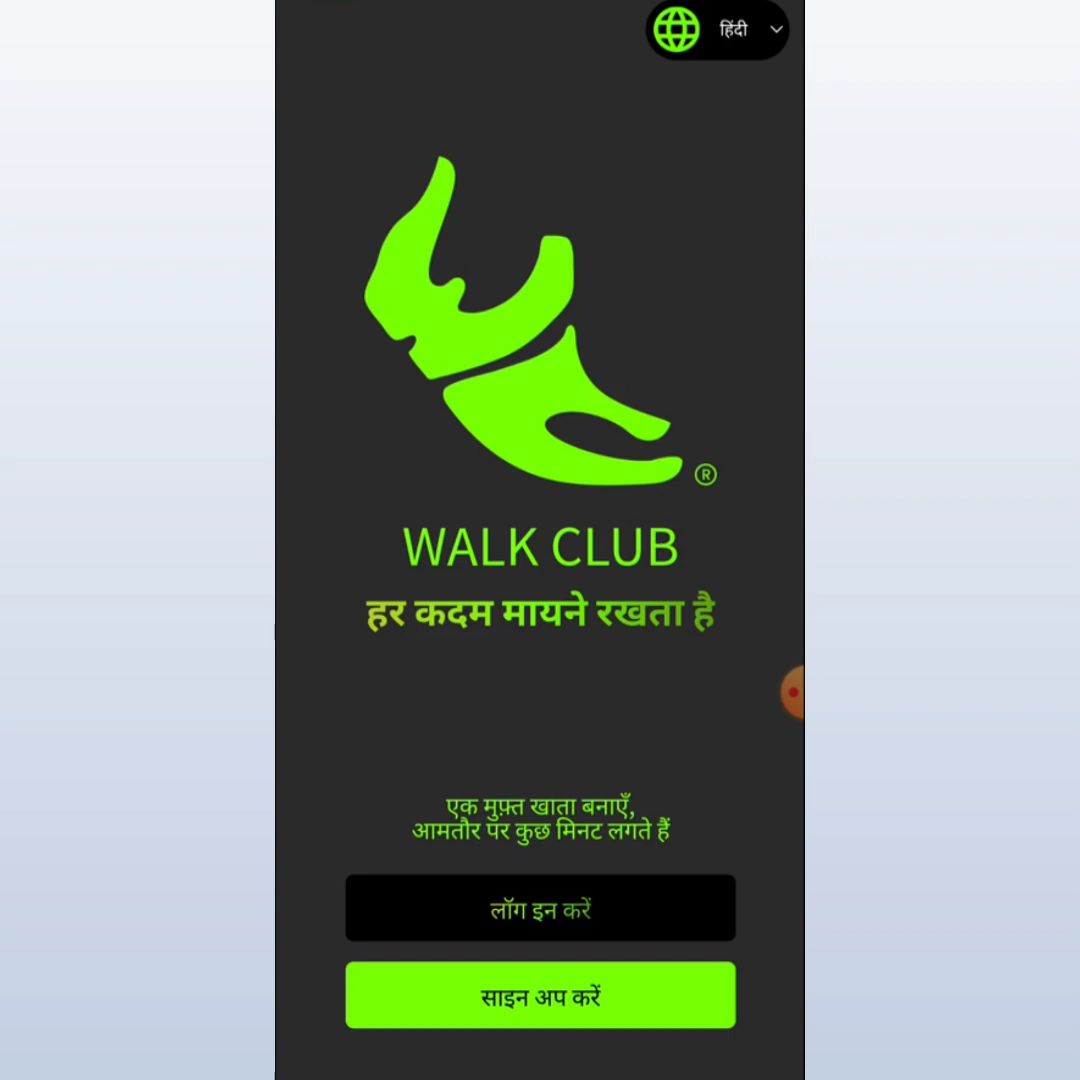 हिंदी
®
WALK CLUB
हर कदम मायने रखता है
एक मुफ़्त खाता बनाएँ,
आमतौर पर कुछ मिनट लगते हैं
लॉग इन करें
साइन अप करें